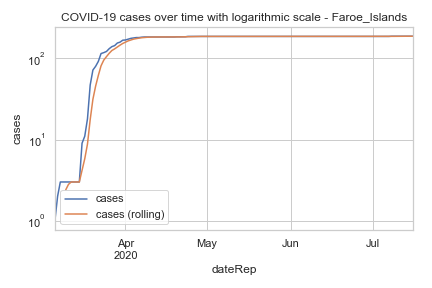 COVID-19 cases over time with logarithmic scale - Faroe_Islands
10²
10¹
10⁰
cases
cases
cases (rolling)
Apr
2020
May
Jun
Jul
dateRep